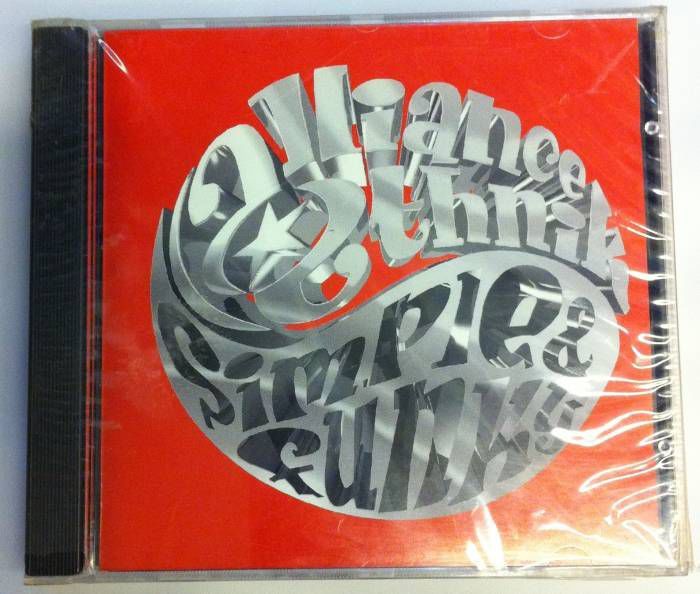 alliance
ethnik
Simple &
funky